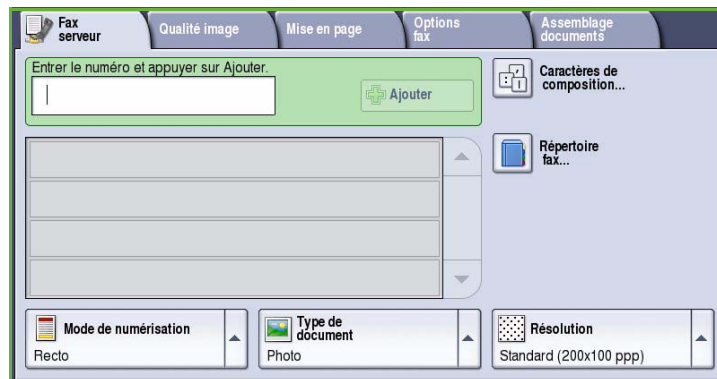 Fax
serveur
Qualité image
Mise en page
Options
fax
Assemblage
documents
Entrer le numéro et appuyer sur Ajouter.
Ajouter
Caractères de
composition...
Répertoire
fax...
Mode de numérisation
Recto
Type de
document
Photo
Résolution
Standard (200x100 ppp)